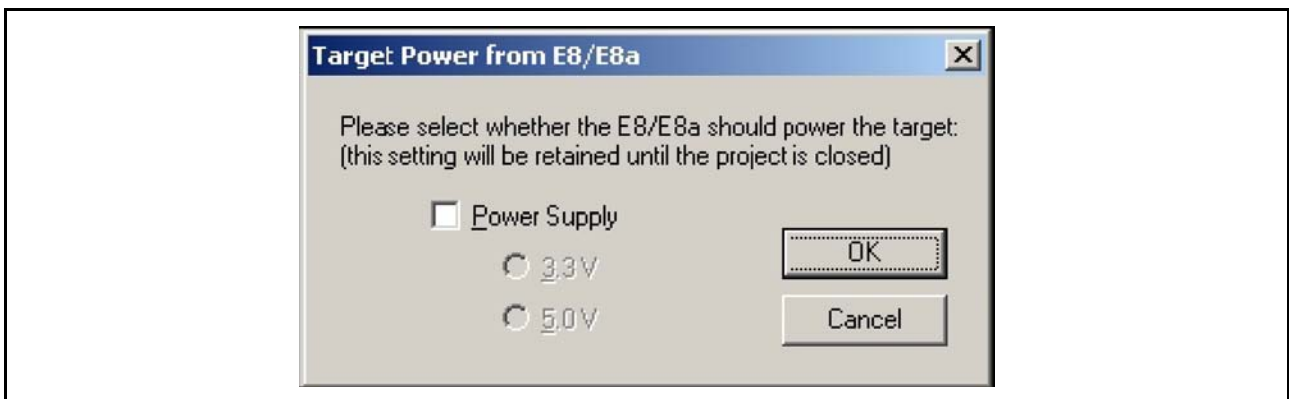 Target Power from E8/E8a
Please select whether the E8/E8a should power the target:
(this setting will be retained until the project is closed)
Power Supply
3.3V
5.0V
OK
Cancel